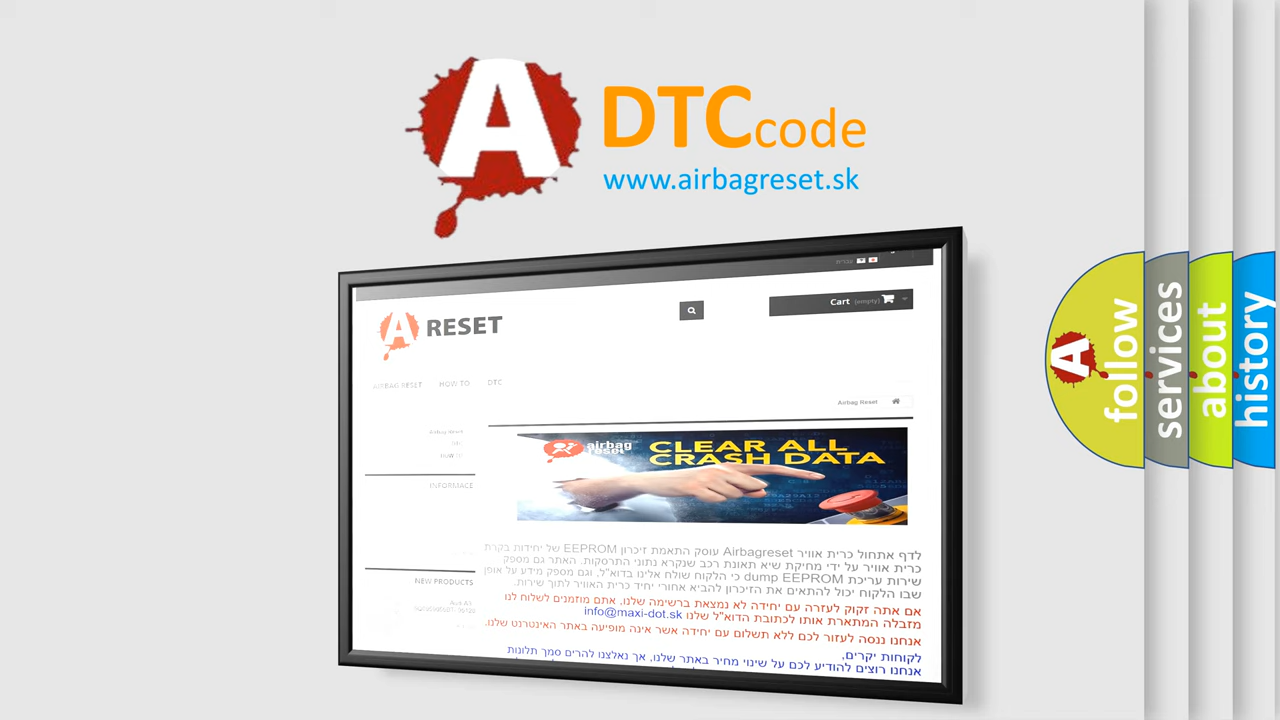 A
DTCcode
www.airbagreset.sk
עברית
A RESET
Cart (empty)
AIRBAG RESET HOW TO DTC
Airbag Reset
Airbag Reset
HOW TO
INFORMACE
NEW PRODUCTS
airbag
reset
CLEAR ALL
CRASH DATA
לדף אתחול כרית אוויר Airbagreset עוסק התאמת זיכרון EEPROM של יחידות בקרת
כרית אוויר על ידי מחיקת שיא תאונת רכב שנקרא נתוני התרסקות. האתר גם מספק
שירות עריכת dump EEPROM כי הלקוח שולח אלינו בדוא"ל, וגם מספק מידע על אופן
שבו הלקוח יכול להתאים את הזיכרון להביא אחורי יחיד כרית האוויר לתוך שירות.
אם אתה זקוק לעזרה עם יחידה לא נמצאת ברשימה שלנו, אתם מוזמנים לשלוח לנו
מזבלה המתארת אותו לכתובת הדוא"ל שלנו info@maxi-dot.sk
אנחנו ננסה לעזור לכם ללא תשלום עם יחידה אשר אינה מופיעה באתר האינטרנט שלנו.
לקוחות יקרים,
אנחנו רוצים להודיע לכם על שינוי מחיר באתר שלנו, אך נאלצנו להרים סמך תלונות
A
follow
services
about
history